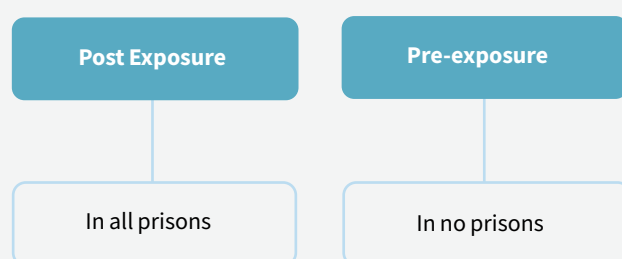 Post Exposure
Pre-exposure
In all prisons
In no prisons